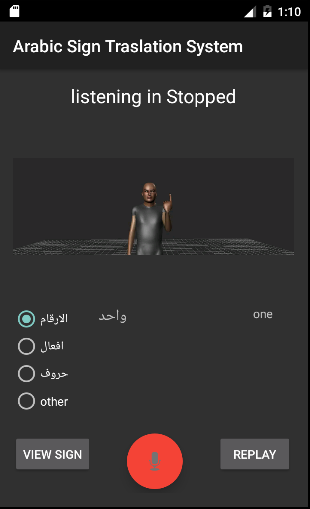 1:10
Arabic Sign Traslation System
listening in Stopped
الارقام
واحد
one
افعال
حروف
other
VIEW SIGN
REPLAY